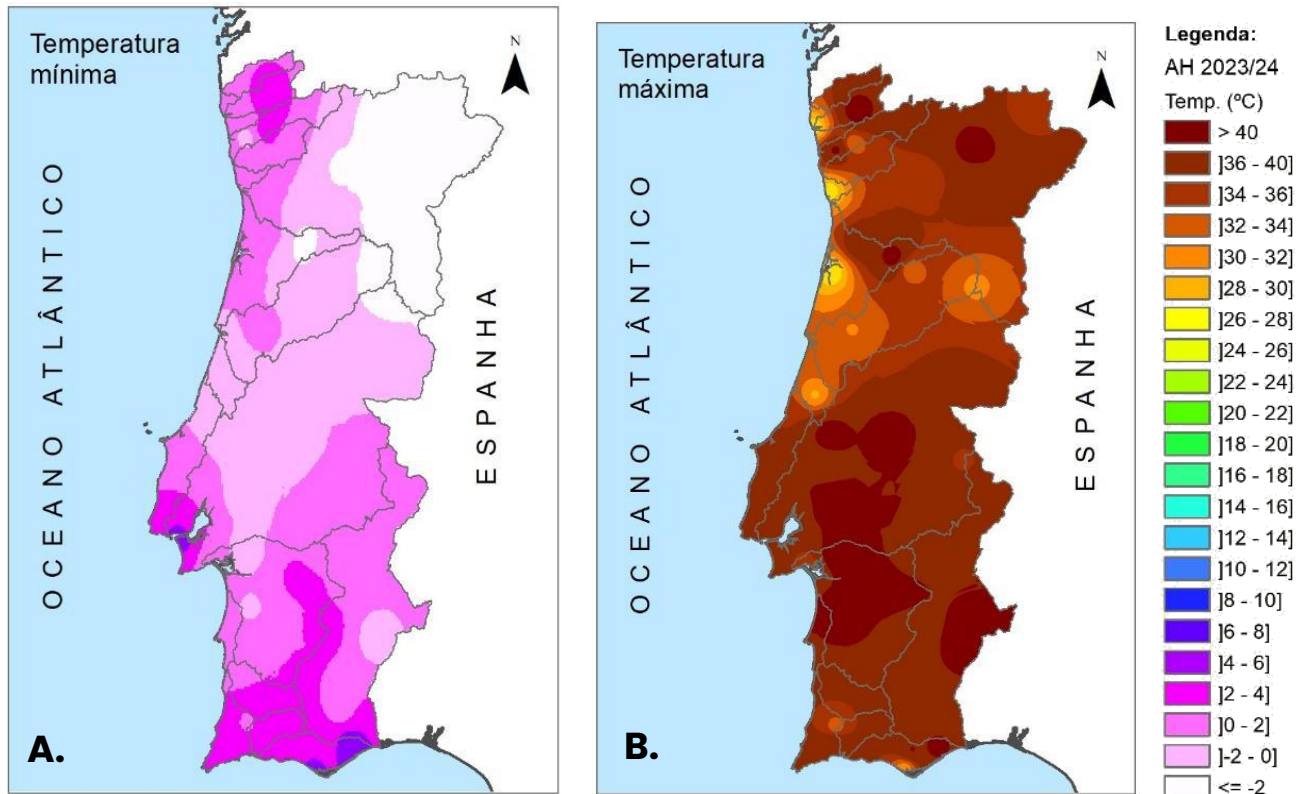 Temperatura
mínima
N
OCEANO ATLÂNTICO
ESPANHA
A.
Temperatura
máxima
N
OCEANO ATLÂNTICO
ESPANHA
B.
Legenda:
AH 2023/24
Temp. (ºC)
> 40
]36 - 40]
]34 - 36]
]32 - 34]
]30 - 32]
]28 - 30]
]26 - 28]
]24 - 26]
]22 - 24]
]20 - 22]
]18 - 20]
]16 - 18]
]14 - 16]
]12 - 14]
]10 - 12]
]8 - 10]
]6 - 8]
]4 - 6]
]2 - 4]
]0 - 2]
]-2 - 0]
<= -2